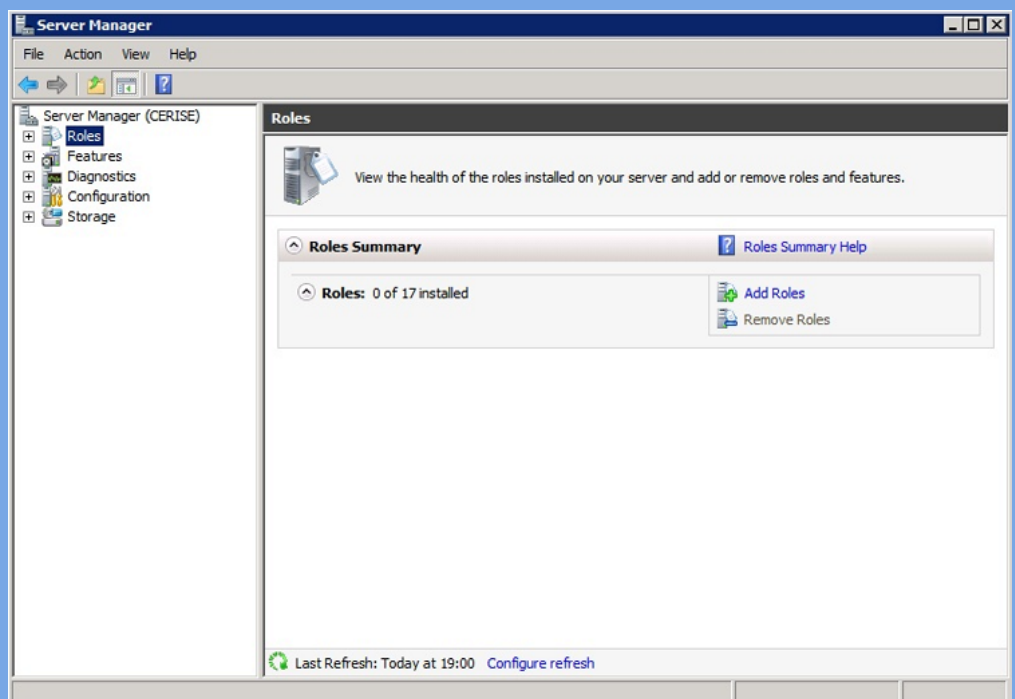 Server Manager
File Action View Help
Server Manager (CERISE)
Roles
Features
Diagnostics
Configuration
Storage
Roles
View the health of the roles installed on your server and add or remove roles and features.
Roles Summary
Roles Summary Help
Roles: 0 of 17 installed
Add Roles
Remove Roles
Last Refresh: Today at 19:00 Configure refresh